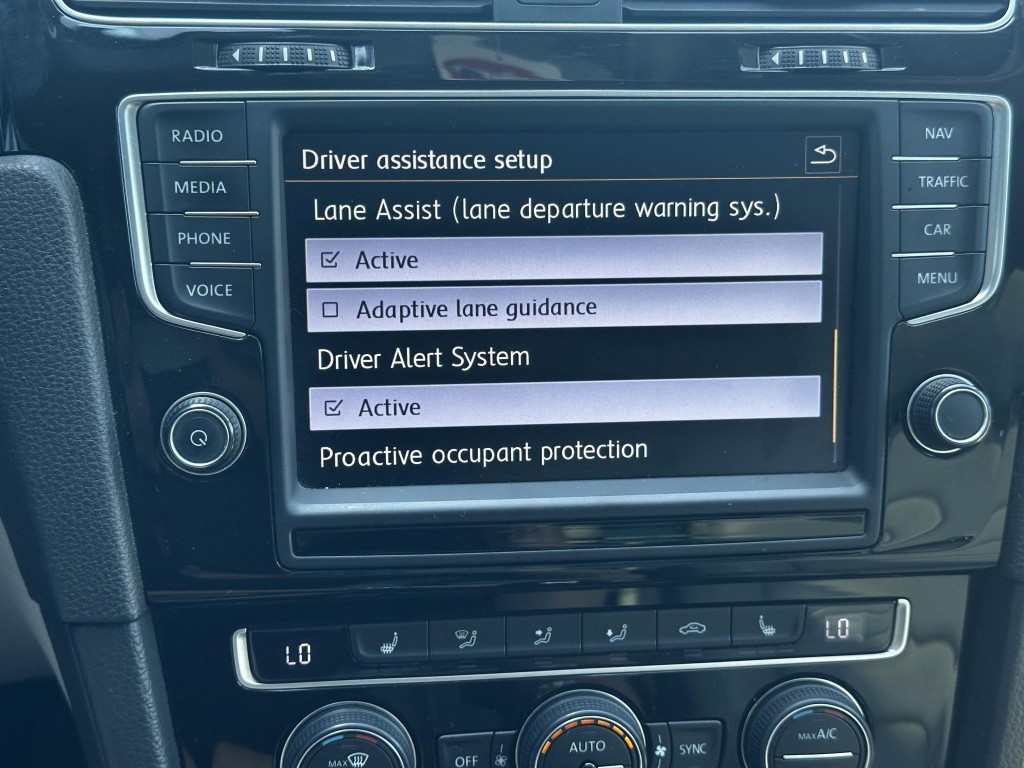 RADIO
MEDIA
PHONE
VOICE
Driver assistance setup
Lane Assist (lane departure warning sys.)
Active
Adaptive lane guidance
Driver Alert System
Active
Proactive occupant protection
NAV
TRAFFIC
CAR
MENU
LO
LO
MAX
OFF
AUTO
SYNC
MAX A/C